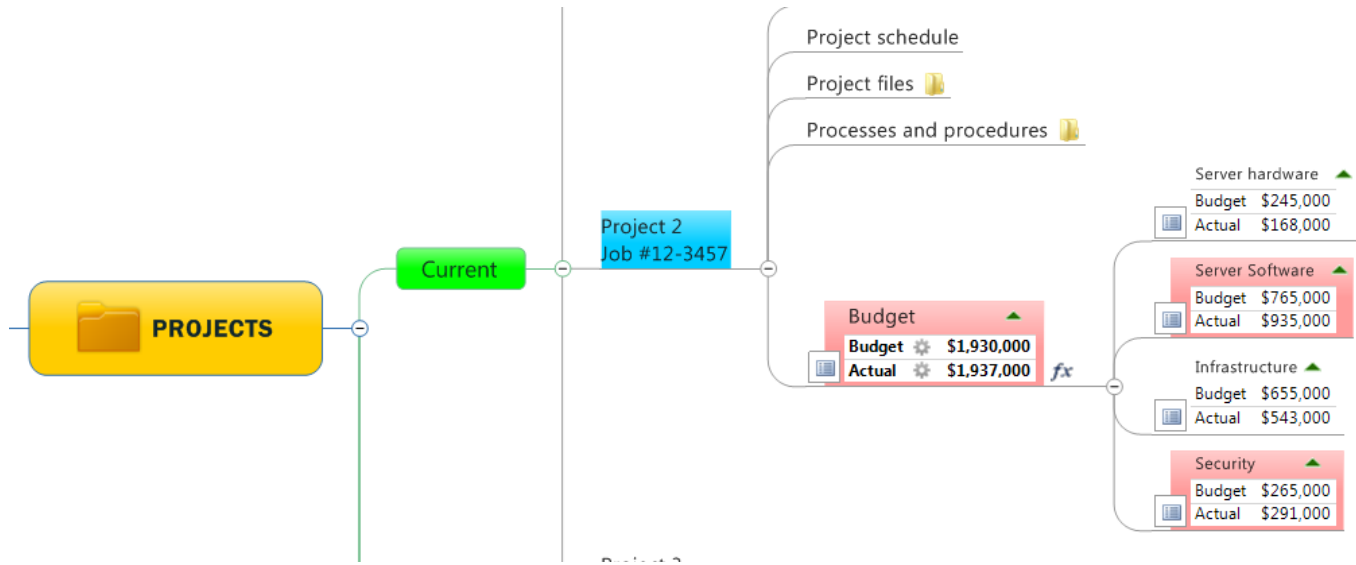 Project schedule
Project files
Processes and procedures
PROJECTS
Current
Project 2
Job #12-3457
Budget
Budget $1,930,000
Actual $1,937,000
fx
Server hardware
Budget $245,000
Actual $168,000
Server Software
Budget $765,000
Actual $935,000
Infrastructure
Budget $655,000
Actual $543,000
Security
Budget $265,000
Actual $291,000